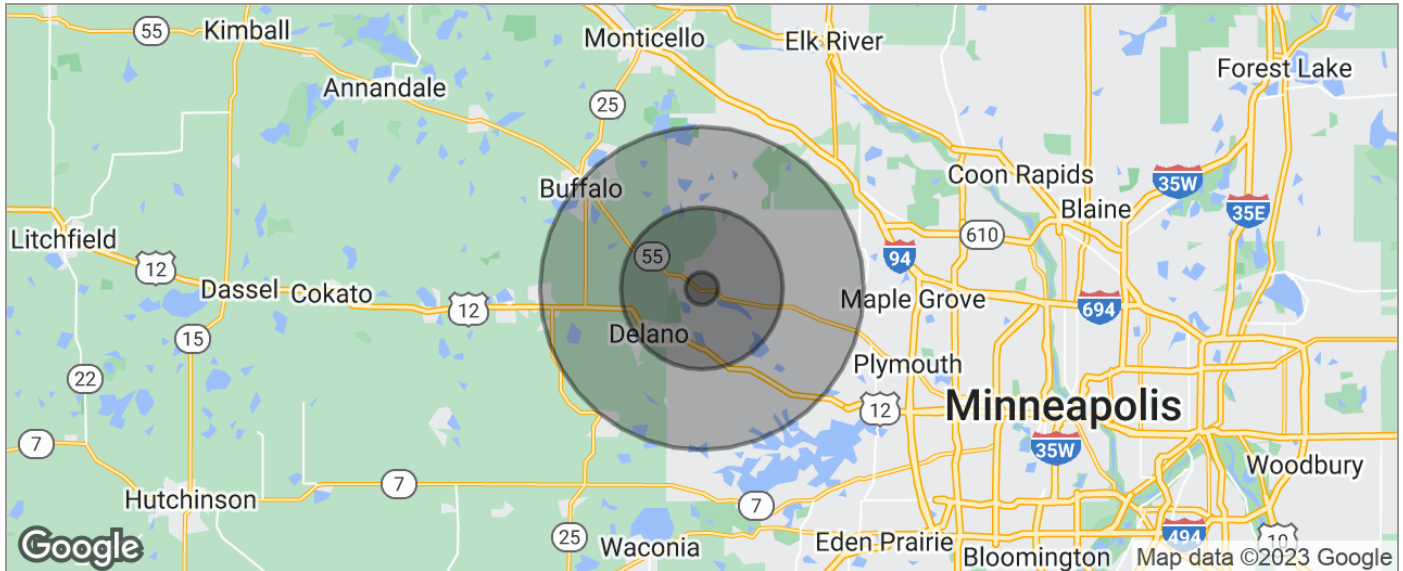 55
Kimball
Monticello
Elk River
Forest Lake
Annandale
25
Buffalo
Coon Rapids
35W
Blaine
35E
Litchfield
12
55
610
94
Dassel
Cokato
12
Maple Grove
694
15
Delano
Plymouth
22
12
Minneapolis
7
35W
Woodbury
7
Hutchinson
7
25
Waconia
Eden Prairie
494
10
Bloomington
Google
Map data ©2023 Google